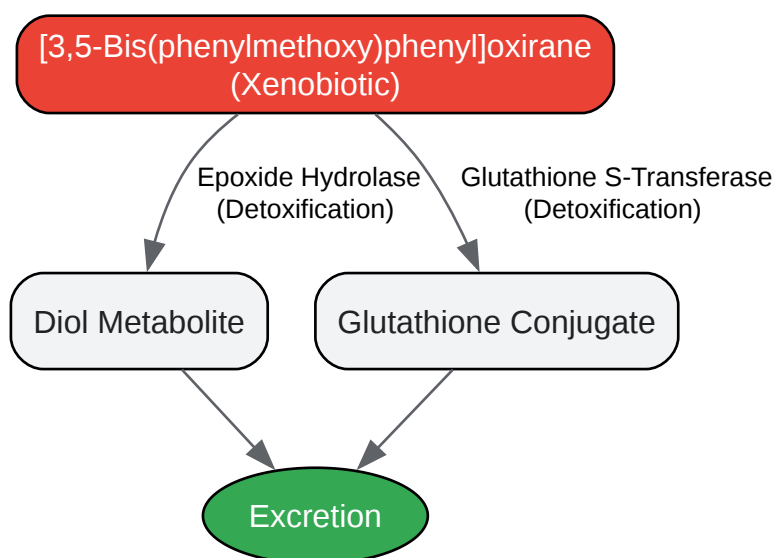 [3,5-Bis(phenylmethoxy)phenyl]oxirane
(Xenobiotic)
Epoxide Hydrolase
(Detoxification)
Glutathione S-Transferase
(Detoxification)
Diol Metabolite
Glutathione Conjugate
Excretion